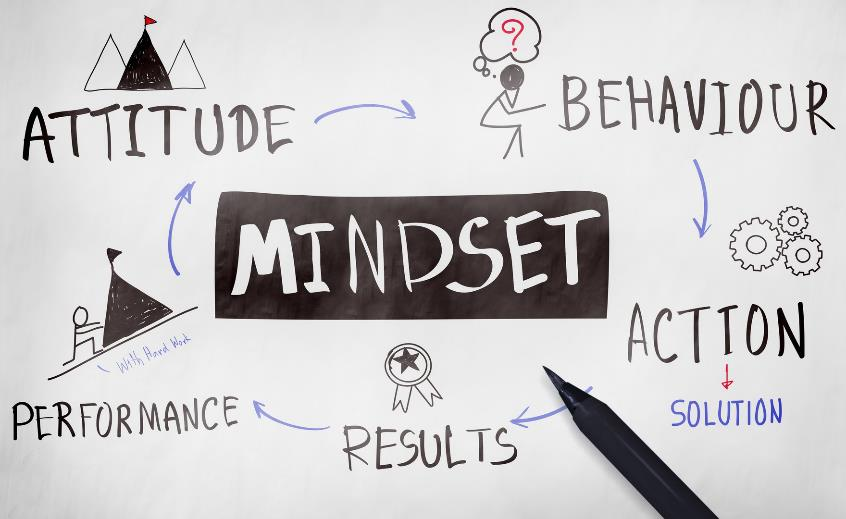 ?
ATTITUDE
BEHAVIOUR
MINDSET
ACTION
SOLUTION
With Hard Work
PERFORMANCE
RESULTS